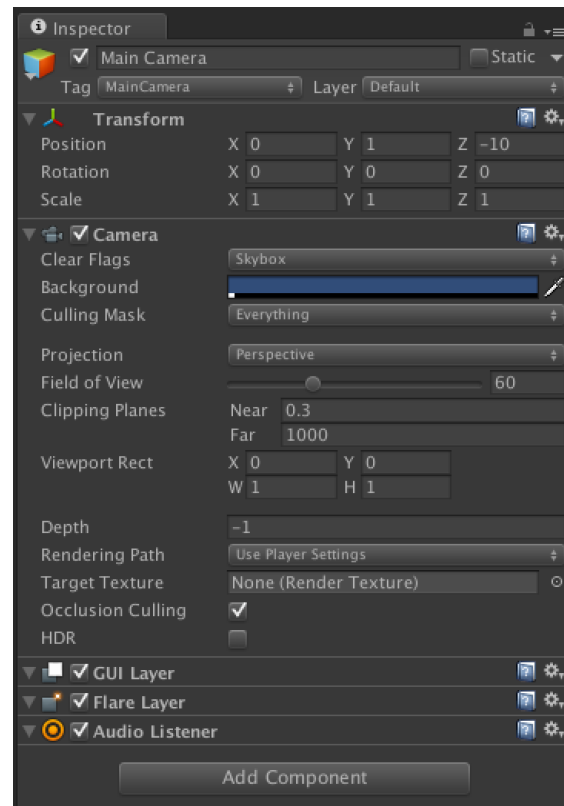 Inspector
Main Camera Static
Tag MainCamera Layer Default
Transform
Position X 0 Y 1 Z -10
Rotation X 0 Y 0 Z 0
Scale X 1 Y 1 Z 1
Camera
Clear Flags Skybox
Background
Culling Mask Everything
Projection Perspective
Field of View 60
Clipping Planes Near 0.3
Far 1000
Viewport Rect X 0 Y 0
W 1 H 1
Depth -1
Rendering Path Use Player Settings
Target Texture None (Render Texture)
Occlusion Culling
HDR
GUI Layer
Flare Layer
Audio Listener
Add Component